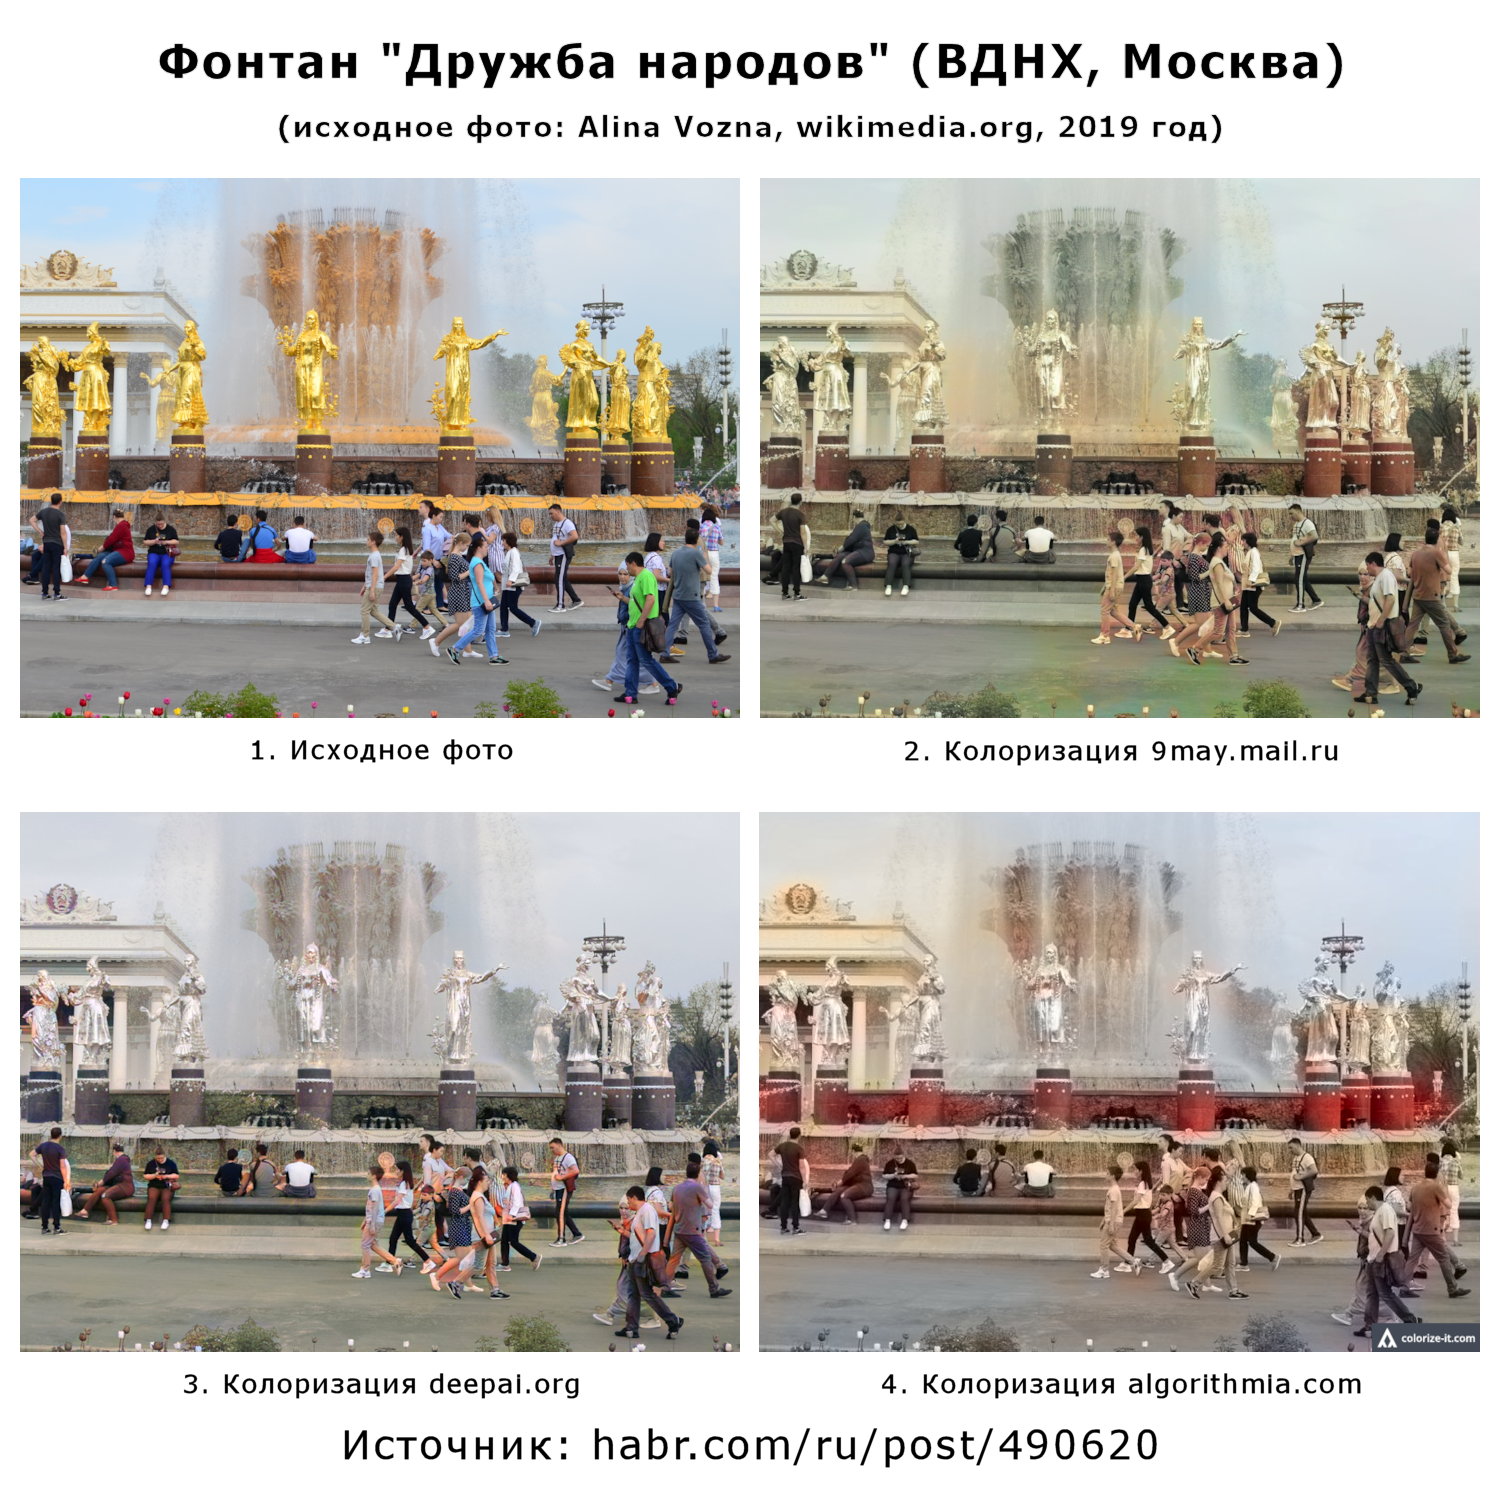 Фонтан "Дружба народов" (ВДНХ, Москва)
(исходное фото: Alina Vozna, wikimedia.org, 2019 год)
1. Исходное фото
2. Колоризация 9may.mail.ru
colorize-it.com
3. Колоризация deepai.org
4. Колоризация algorithmia.com
Источник: habr.com/ru/post/490620